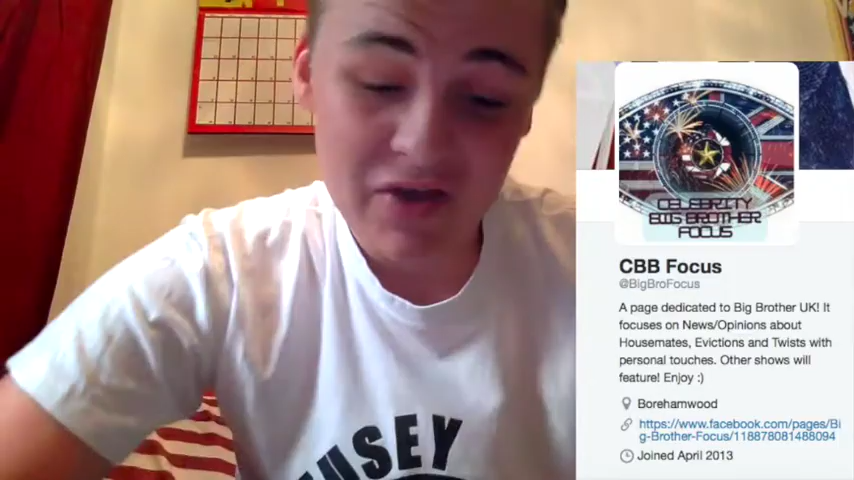 USEY
CELEBRITY
BIG BROTHER
FOCUS
CBB Focus
@BigBroFocus
A page dedicated to Big Brother UK! It
focuses on News/Opinions about
Housemates, Evictions and Twists with
personal touches. Other shows will
feature! Enjoy :)
Borehamwood
https://www.facebook.com/pages/Bi
g-Brother-Focus/118878081488094
Joined April 2013